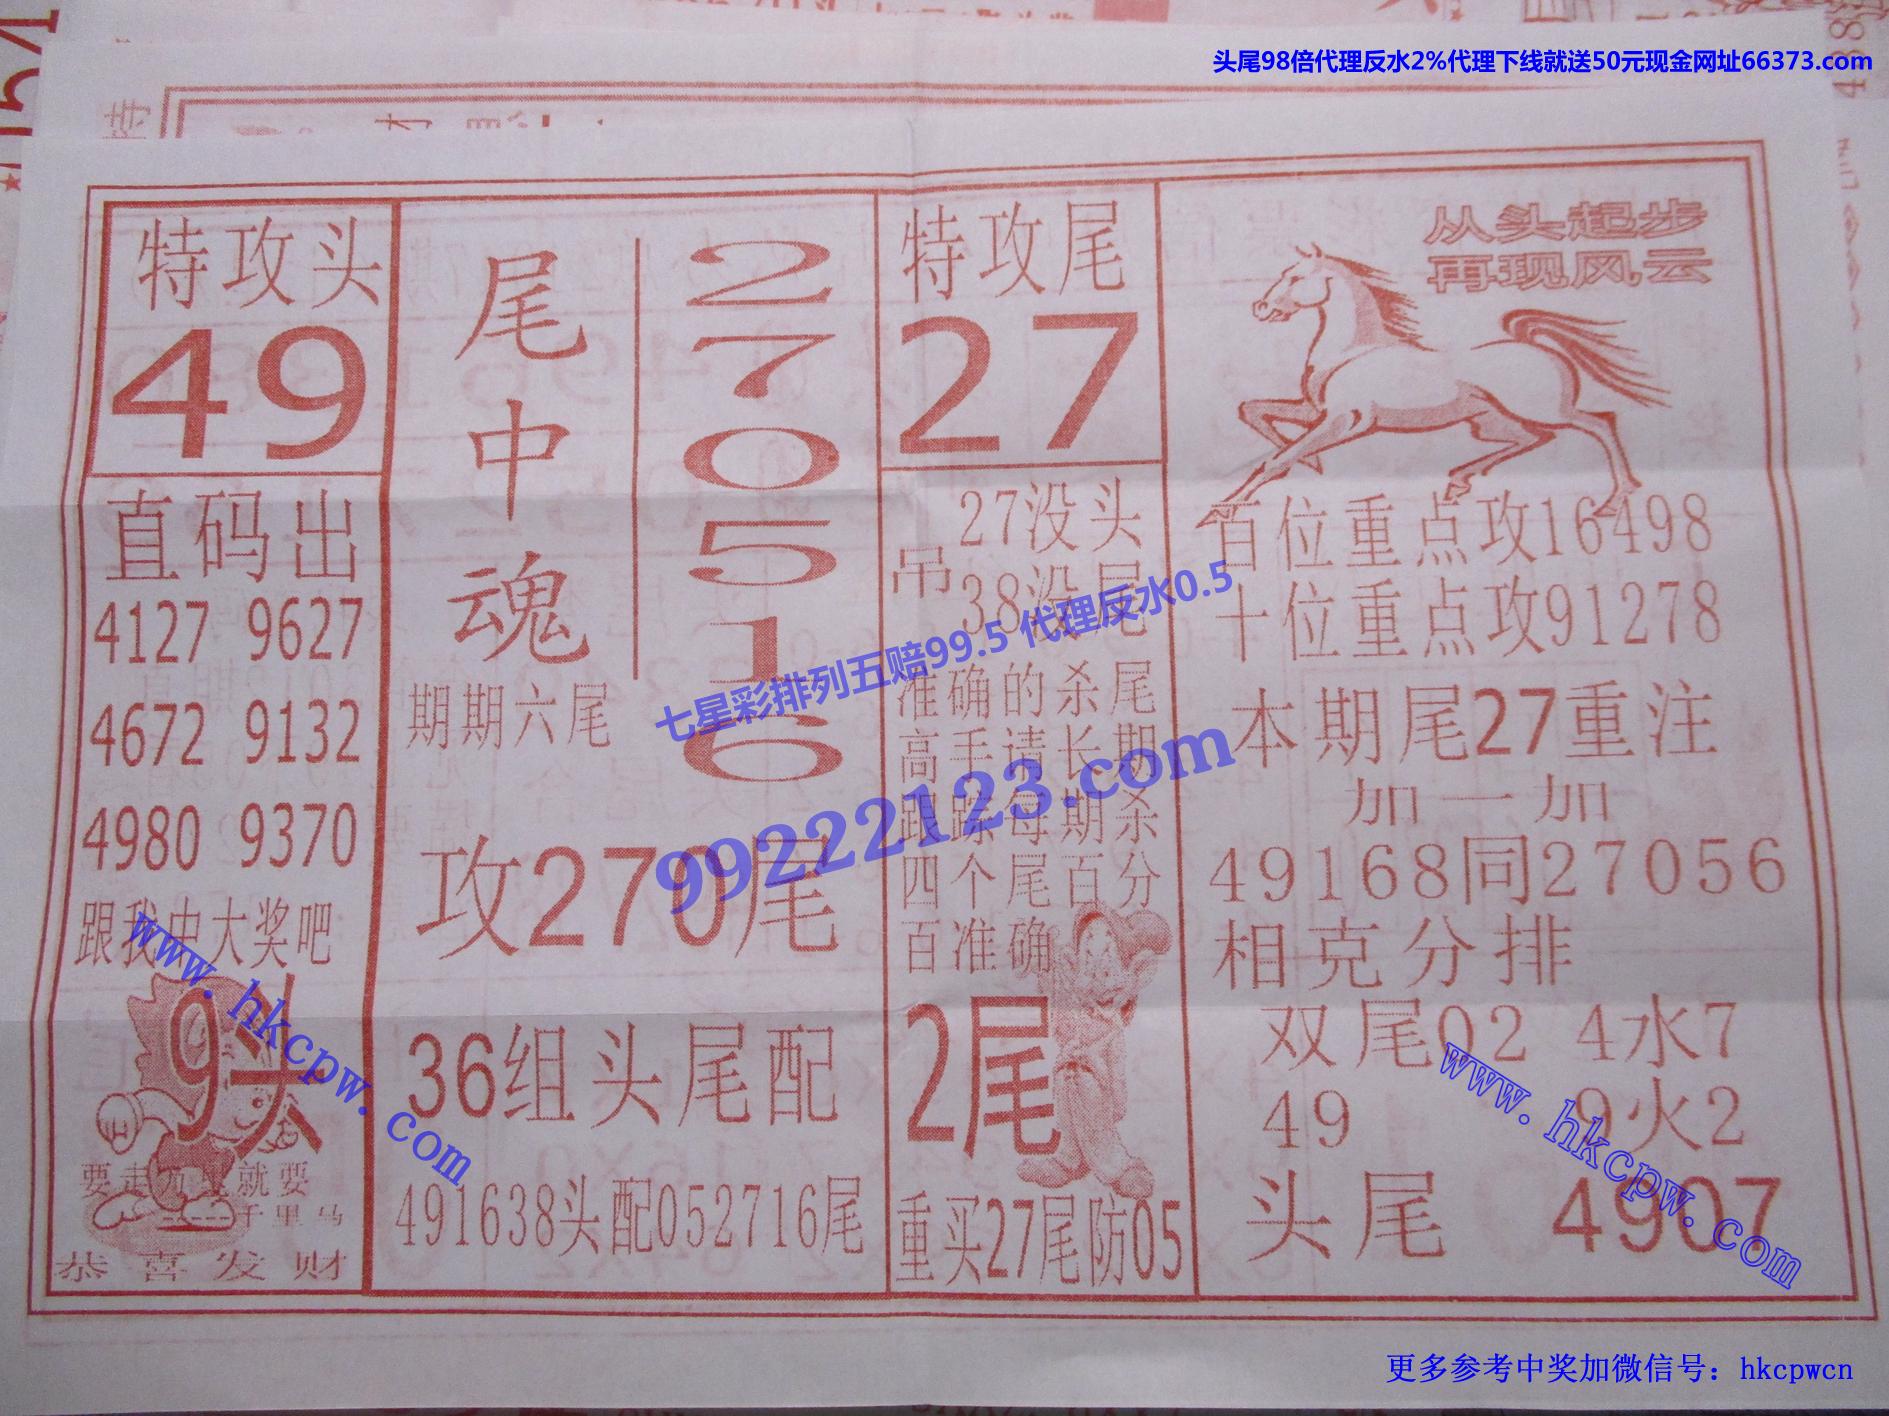 头尾98倍代理反水2%代理下线就送50元现金网址66373.com
特攻头
49
直码出
4127 9627
4672 9132
4980 9370
跟我中大奖吧
9头
要走
就要
----千里马
恭喜发财
尾中魂
270516
期期六尾
攻270尾
36组头尾配
491638头配052716尾
特攻尾
27
吊
27没头
38没尾
准确的杀尾
高手请长期
跟踪每期杀
四个尾百分
百准确
2尾
重买27尾防05
从头起步
再现风云
百位重点攻16498
十位重点攻91278
本期尾27重注
加一加
49168同27056
相克分排
双尾02 4水7
49 9火2
头尾 4907
七星彩排列五赔99.5 代理反水0.5
99222123.com
www.hkcpw.com
www.hkcpw.com
更多参考中奖加微信号：hkcpwcn